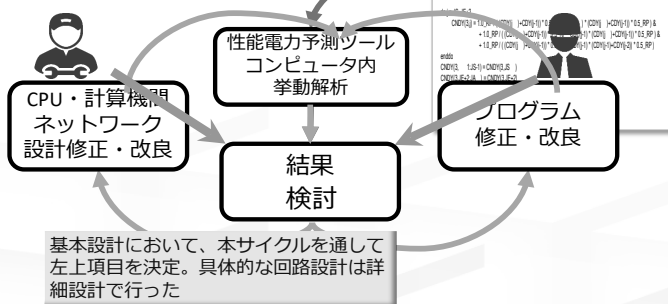 enddo
性能電力予測ツール
コンピュータ内
挙動解析
CPU・計算機間
ネットワーク
設計修正・改良
プログラム
修正・改良
結果
検討
基本設計において、本サイクルを通して
左上項目を決定。具体的な回路設計は詳
細設計で行った